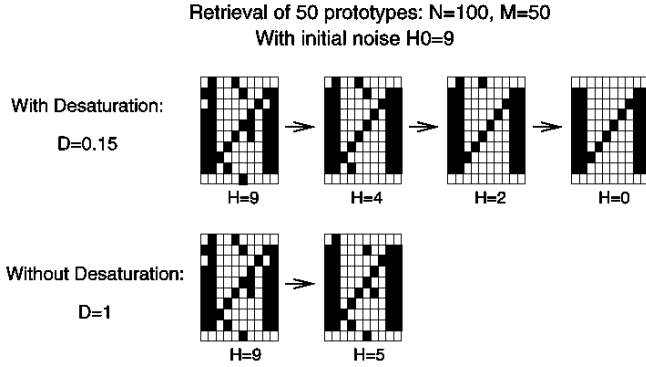 Retrieval of 50 prototypes: N=100, M=50
With initial noise H0=9
With Desaturation:
D=0.15
H=9
H=4
H=2
H=0
Without Desaturation:
D=1
H=9
H=5